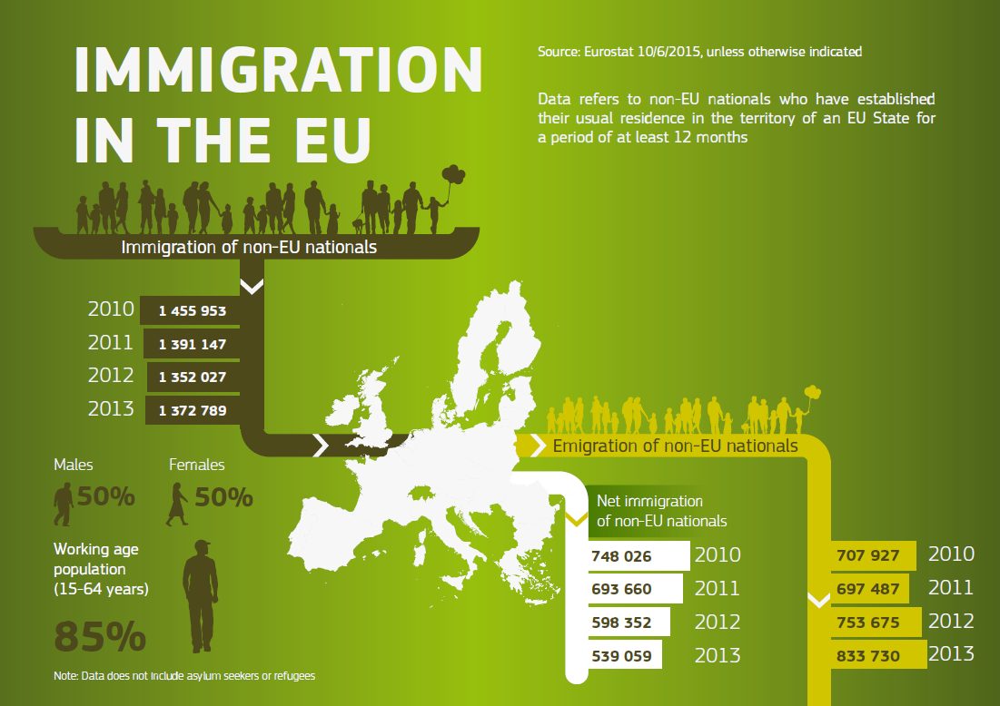 IMMIGRATION
IN THE EU
Source: Eurostat 10/6/2015, unless otherwise indicated
Data refers to non-EU nationals who have established
their usual residence in the territory of an EU State for
a period of at least 12 months
Immigration of non-EU nationals
2010 1 455 953
2011 1 391 147
2012 1 352 027
2013 1 372 789
Males
50%
Females
50%
Working age
population
(15-64 years)
85%
Note: Data does not include asylum seekers or refugees
Emigration of non-EU nationals
Net immigration
of non-EU nationals
748 026 2010
693 660 2011
598 352 2012
539 059 2013
707 927 2010
697 487 2011
753 675 2012
833 730 2013